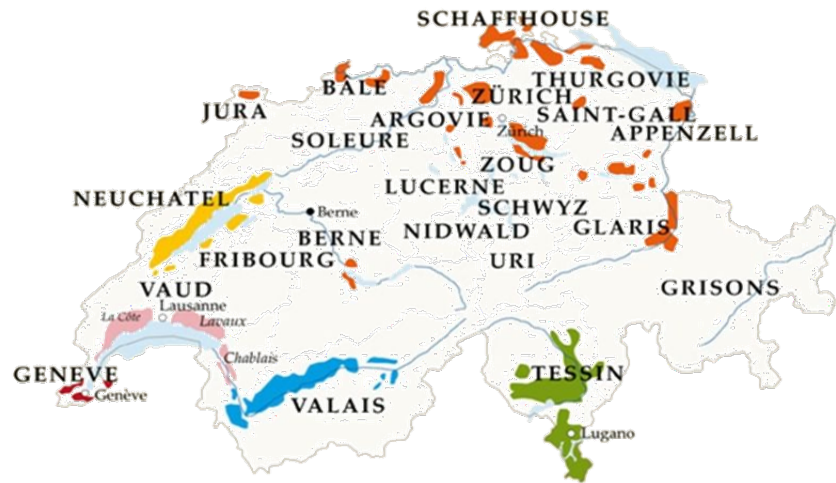 SCHAFFHOUSE
THURGOVIE
BÂLE
ZÜRICH
JURA
ARGOVIE
SAINT-GALL
Zürich
APPENZELL
SOLEURE
ZOUG
LUCERNE
NEUCHATEL
SCHWYZ
Berne
GLARIS
NIDWALD
BERNE
FRIBOURG
URI
GRISONS
VAUD
Lausanne
La Côte
Lavaux
Chablais
GENEVE
TESSIN
Genève
VALAIS
Lugano